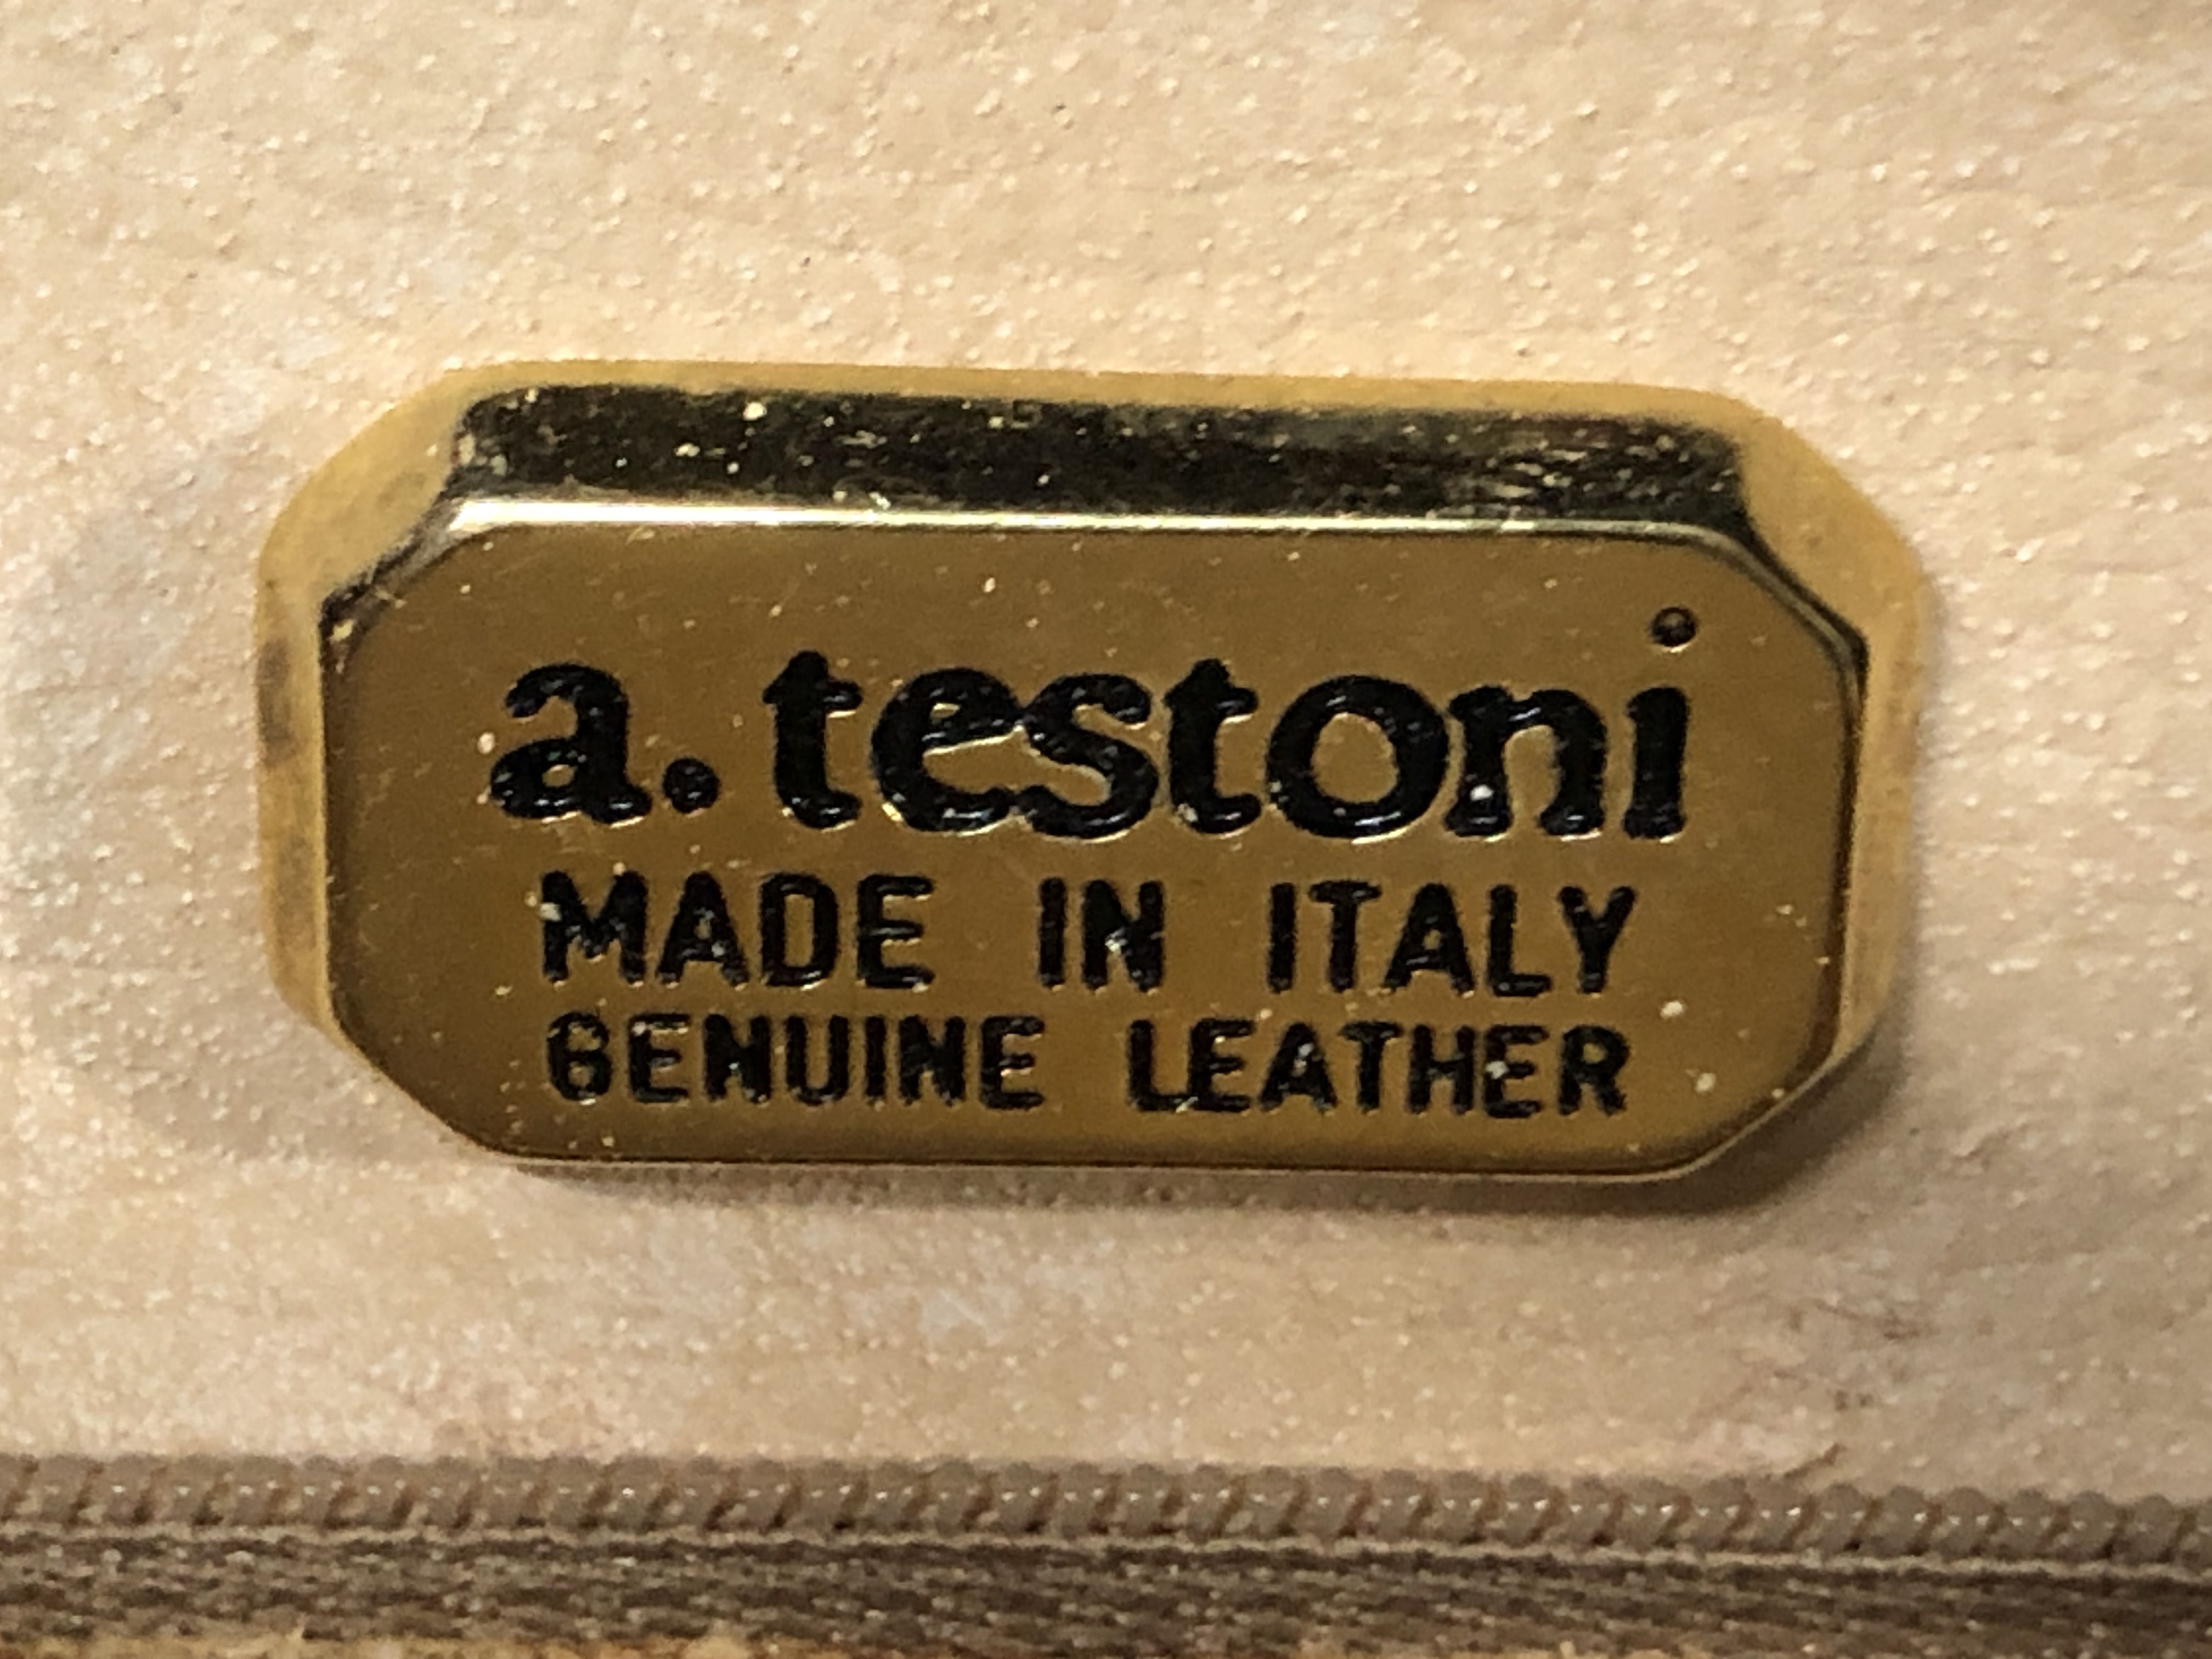 a. testoni
MADE IN ITALY
GENUINE LEATHER